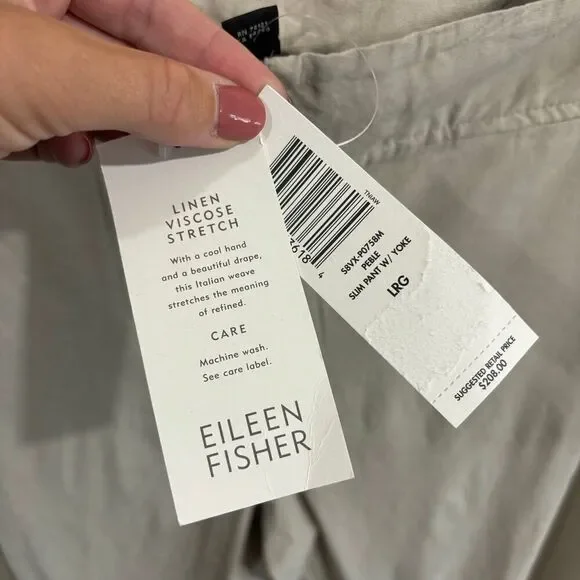 LINEN
VISCOSE
STRETCH
With a cool hand
and a beautiful drape,
this Italian weave
stretches the meaning
of refined.
CARE
Machine wash.
See care label.
EILEEN
FISHER
TMIAW
S8VX-P0758M
PEBLE
SLIM PANT W/ YOKE
LRG
SUGGESTED RETAIL PRICE
$208.00